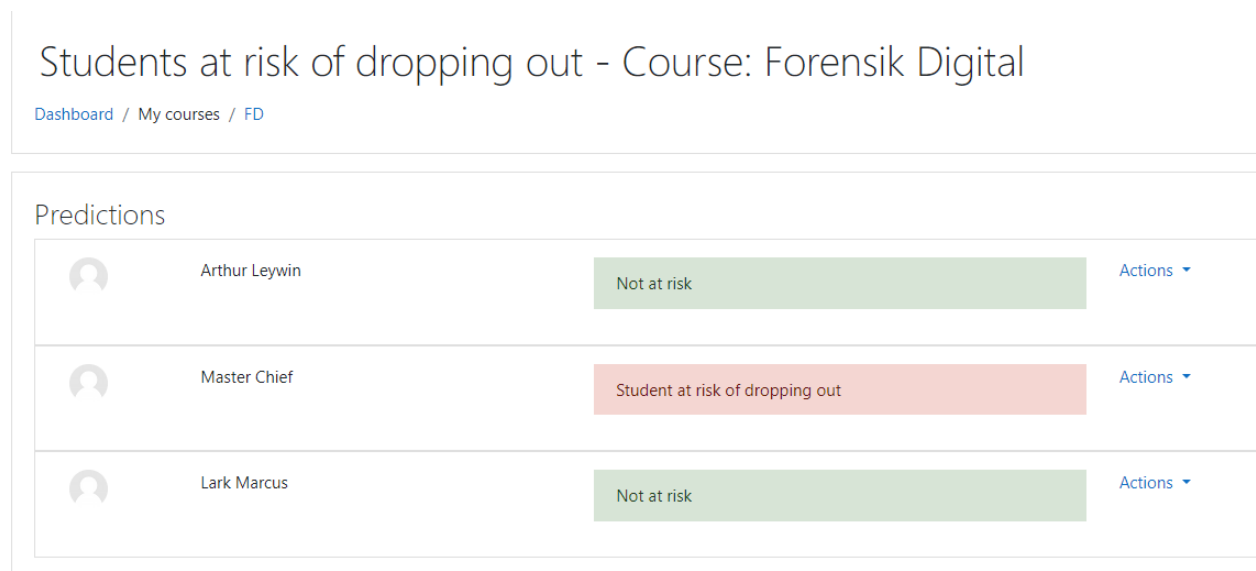 Students at risk of dropping out - Course: Forensik Digital
Dashboard / My courses / FD
Predictions
Arthur Leywin
Not at risk
Actions
Master Chief
Student at risk of dropping out
Actions
Lark Marcus
Not at risk
Actions